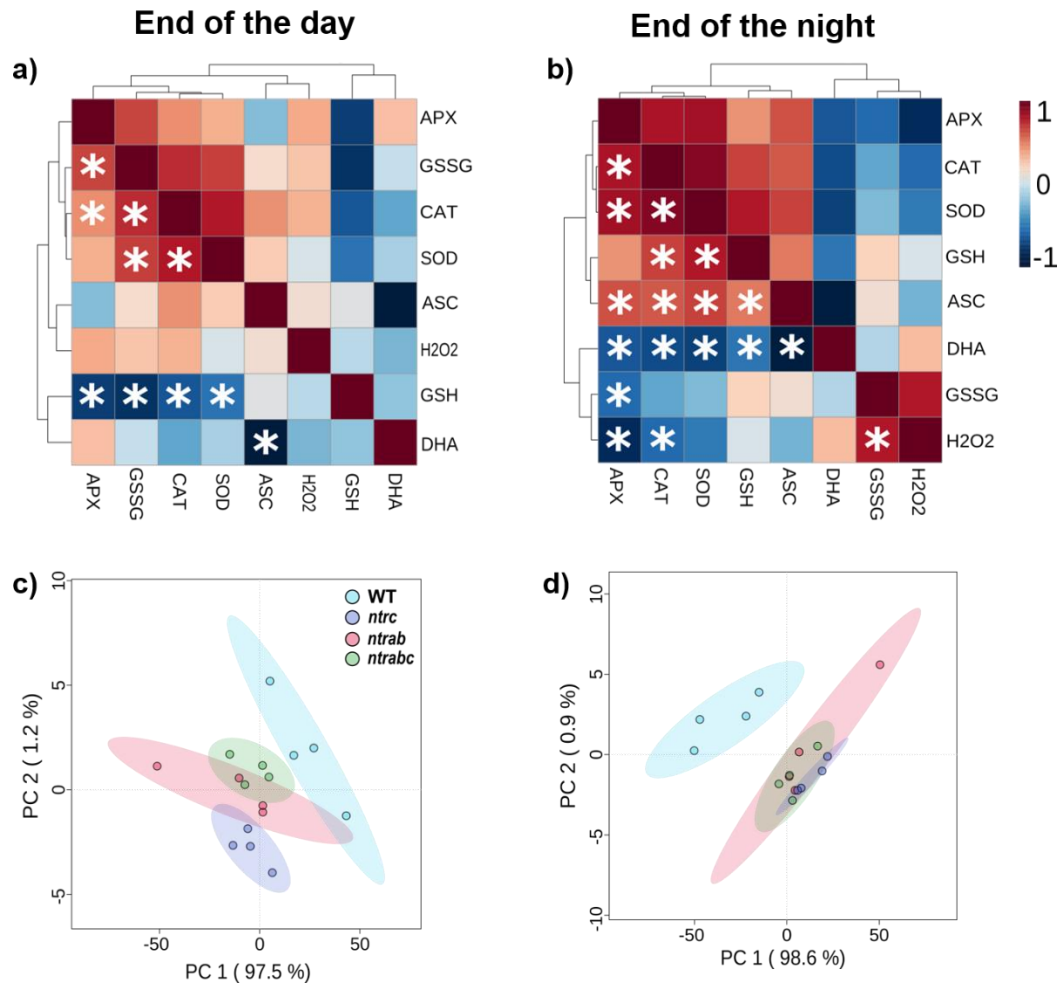 End of the day
End of the night
a)
b)
APX
GSSG
CAT
SOD
ASC
H2O2
GSH
DHA
APX
GSSG
CAT
SOD
ASC
H2O2
GSH
DHA
* * * * * * * * * * *
APX
CAT
SOD
GSH
ASC
DHA
GSSG
H2O2
APX
CAT
SOD
GSH
ASC
DHA
GSSG
H2O2
* * * * * * * * * * * * * * * * * *
1
0
-1
c)
WT
ntrc
ntrab
ntrabc
10
5
0
-5
PC 2 ( 1.2 %)
-50
0
50
PC 1 ( 97.5 %)
d)
10
5
0
-5
-10
PC 2 ( 0.9 %)
-50
0
50
PC 1 ( 98.6 %)